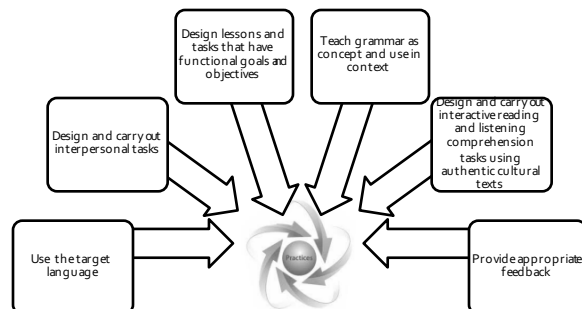 Design lessons and
tasks that have
functional goals and
objectives
Teach grammar as
concept and use in
context
Design and carry out
interpersonal tasks
Design and carry out
interactive reading
and listening
comprehension
tasks using
authentic cultural
texts
Use the target
language
Practices
Provide appropriate
feedback